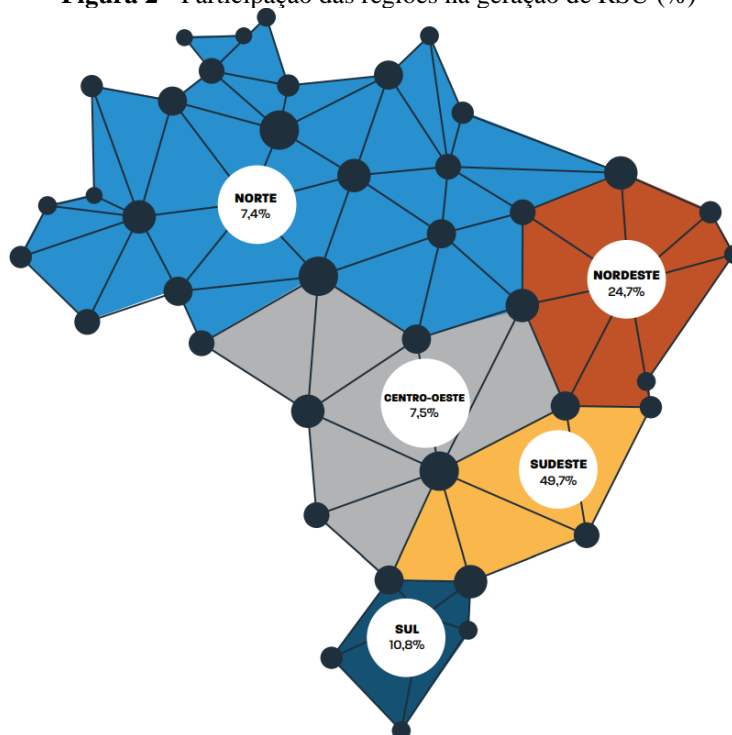 Figura 2 - Participação das regiões na geração de RSU (%)
NORTE
7,4%
NORDESTE
24,7%
CENTRO-OESTE
7,5%
SUDESTE
49,7%
SUL
10,8%